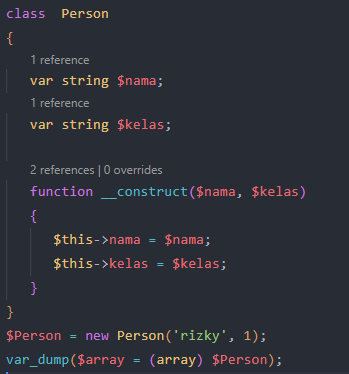 class  Person
{
1 reference
var string $nama;
1 reference
var string $kelas;
2 references | 0 overrides
function __construct($nama, $kelas)
{
$this->nama = $nama;
$this->kelas = $kelas;
}
}
$Person = new Person('rizky', 1);
var_dump($array = (array) $Person);